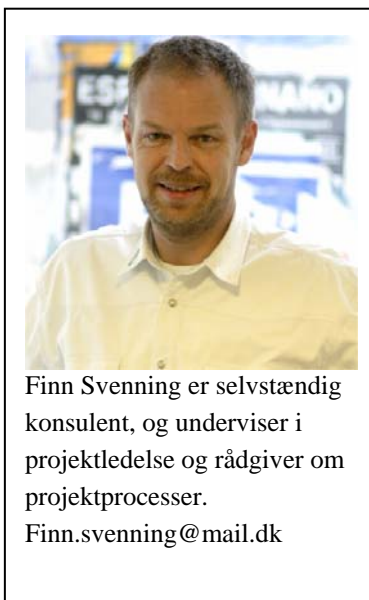 Finn Svenning er selvstændig
konsulent, og underviser i
projektledelse og rådgiver om
projektprocesser.
Finn.svenning@mail.dk